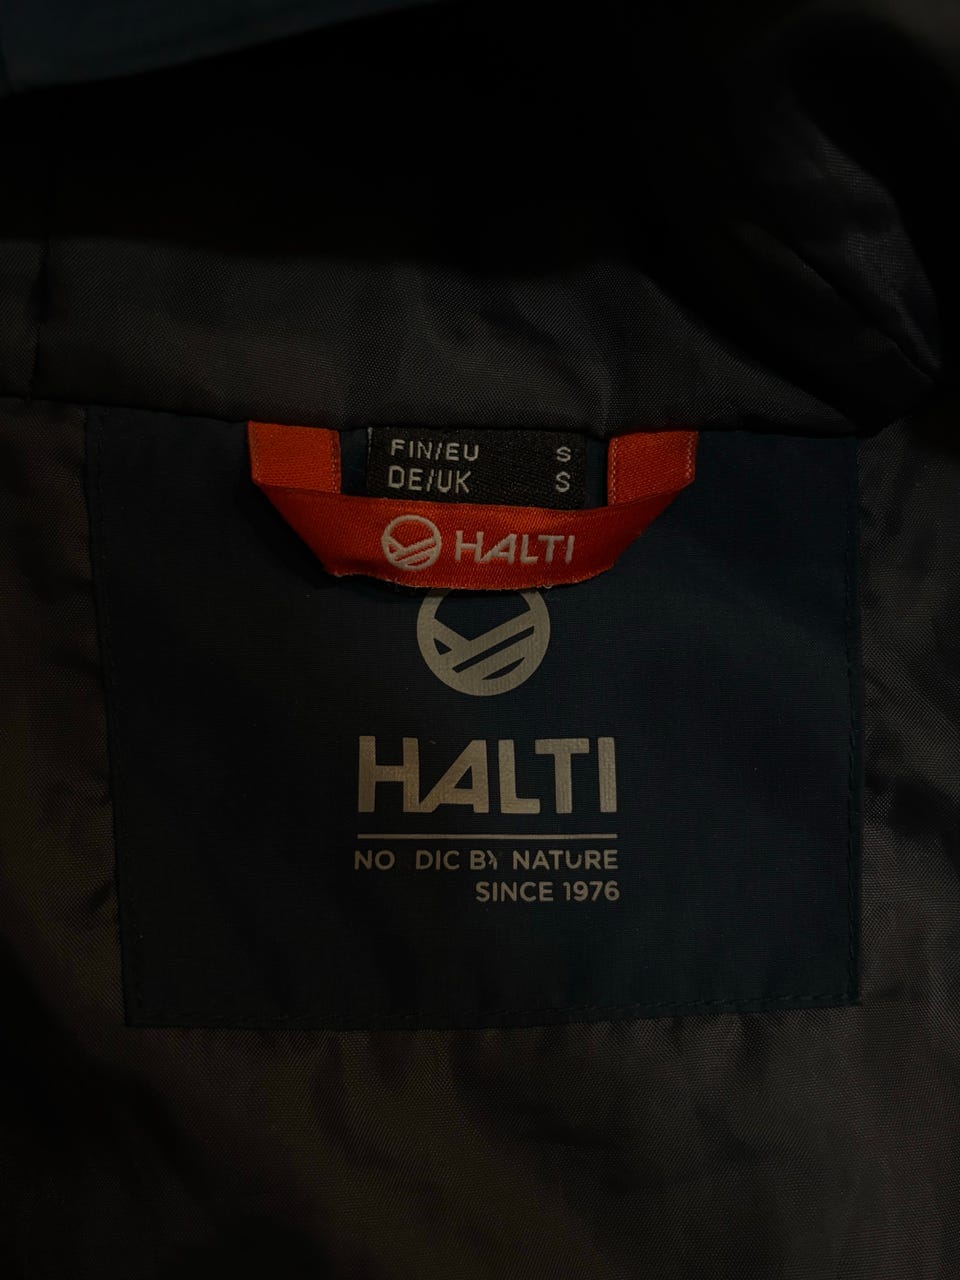 FIN/EU S
DE/UK S
HALTI
HALTI
NO DIC BY NATURE
SINCE 1976